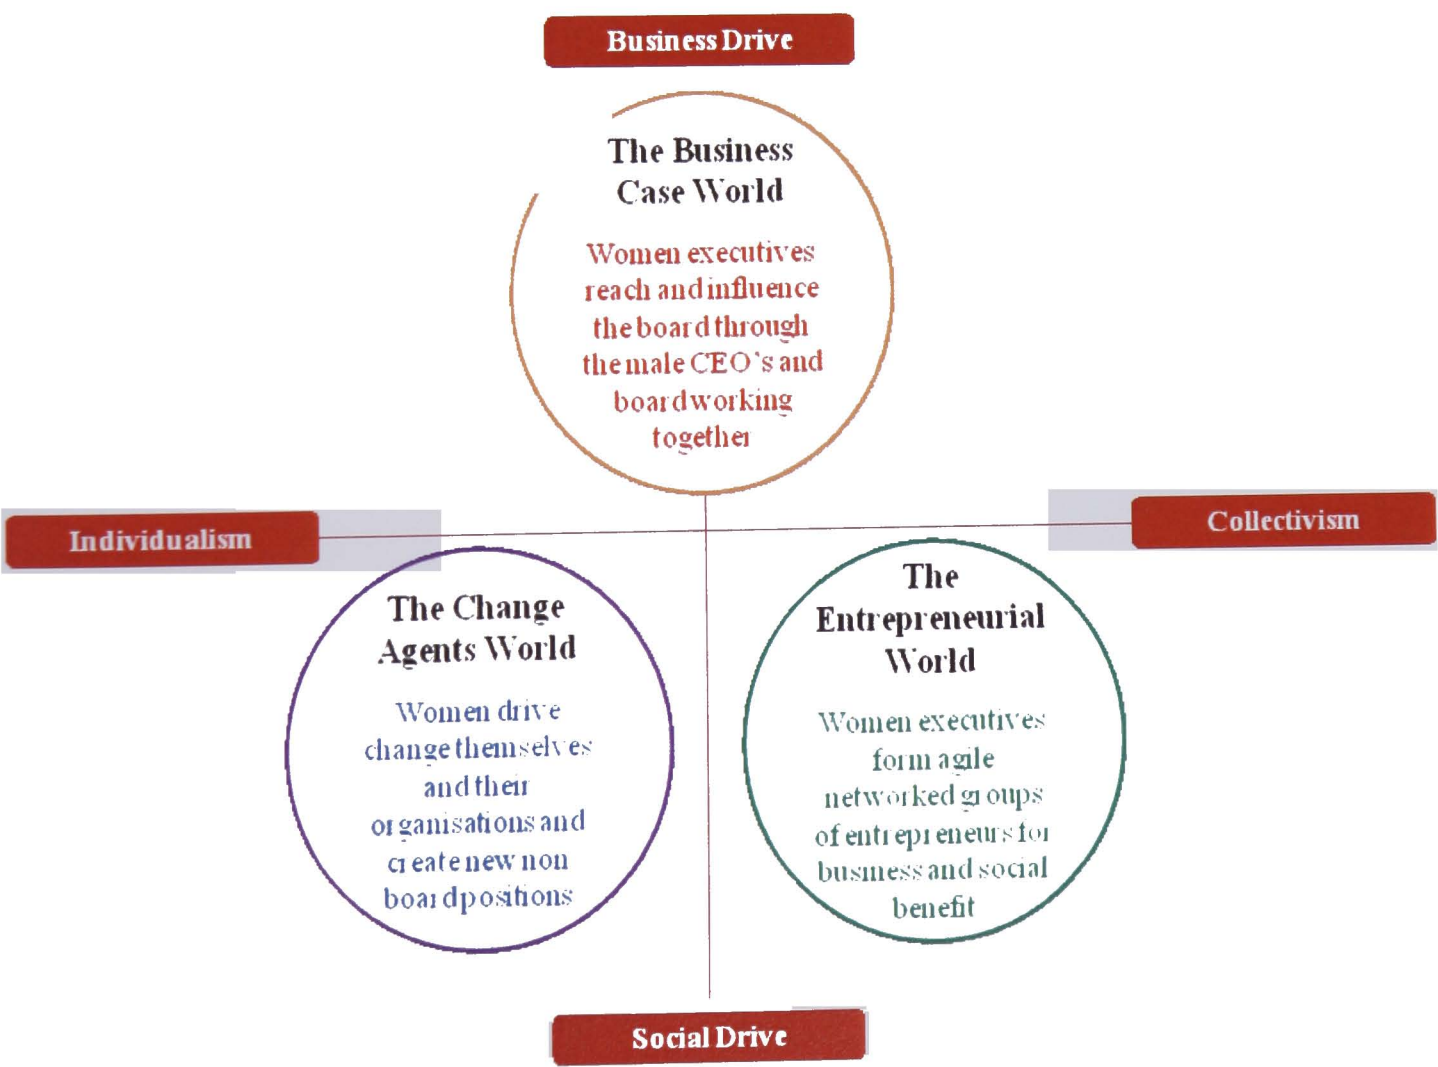 Business Drive
The Business
Case World
Women executives
reach and influence
the board through
the male CEO's and
board working
together
Individualism
Collectivism
The Change
Agents World
Women drive
change themselves
and their
organisations and
create new non
board positions
The
Entrepreneurial
World
Women executives
form agile
networked groups
of entrepreneurs for
business and social
benefit
Social Drive